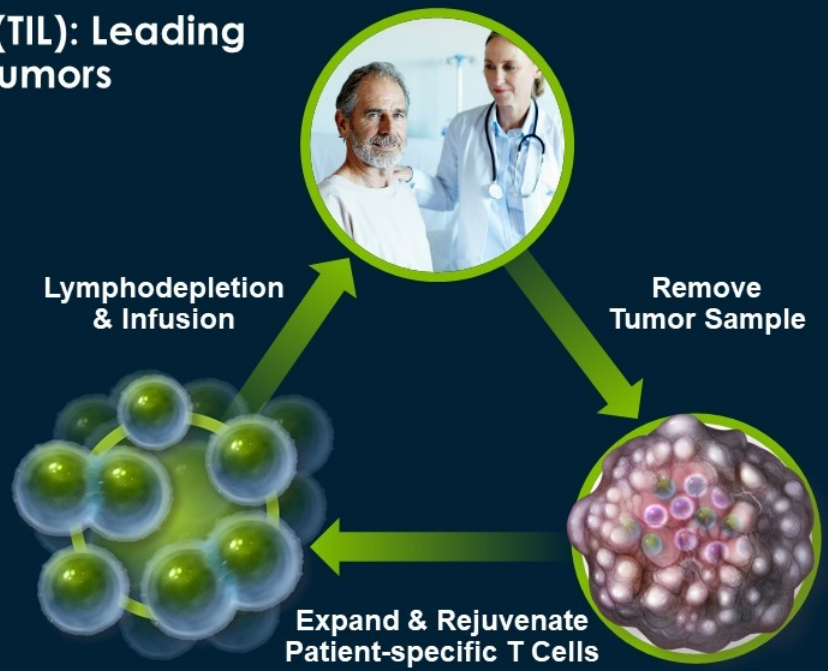 (TIL): Leading
umors
Lymphodepletion
& Infusion
Remove
Tumor Sample
Expand & Rejuvenate
Patient-specific T Cells